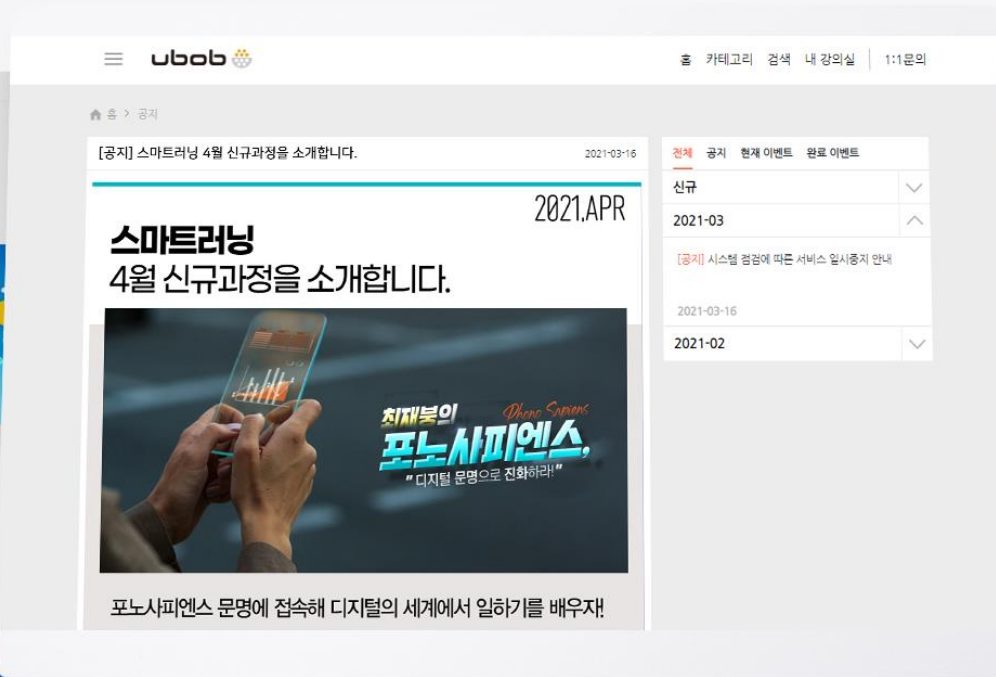 ubob
홈 카테고리 검색 내 강의실 1:1문의
홈 > 공지
[공지] 스마트러닝 4월 신규과정을 소개합니다. 2021-03-16
2021.APR
스마트러닝
4월 신규과정을 소개합니다.
최재붕의 Phono Sapiens
포노사피엔스,
"디지털 문명으로 진화하라!"
포노사피엔스 문명에 접속해 디지털의 세계에서 일하기를 배우자!
전체 공지 현재 이벤트 완료 이벤트
신규
2021-03
[공지] 시스템 점검에 따른 서비스 일시중지 안내
2021-03-16
2021-02